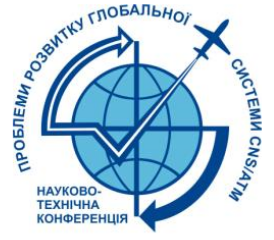 ПРОБЛЕМИ РОЗВИТКУ ГЛОБАЛЬНОЇ
СИСТЕМИ CNS/ATM
НАУКОВО-
ТЕХНІЧНА
КОНФЕРЕНЦІЯ